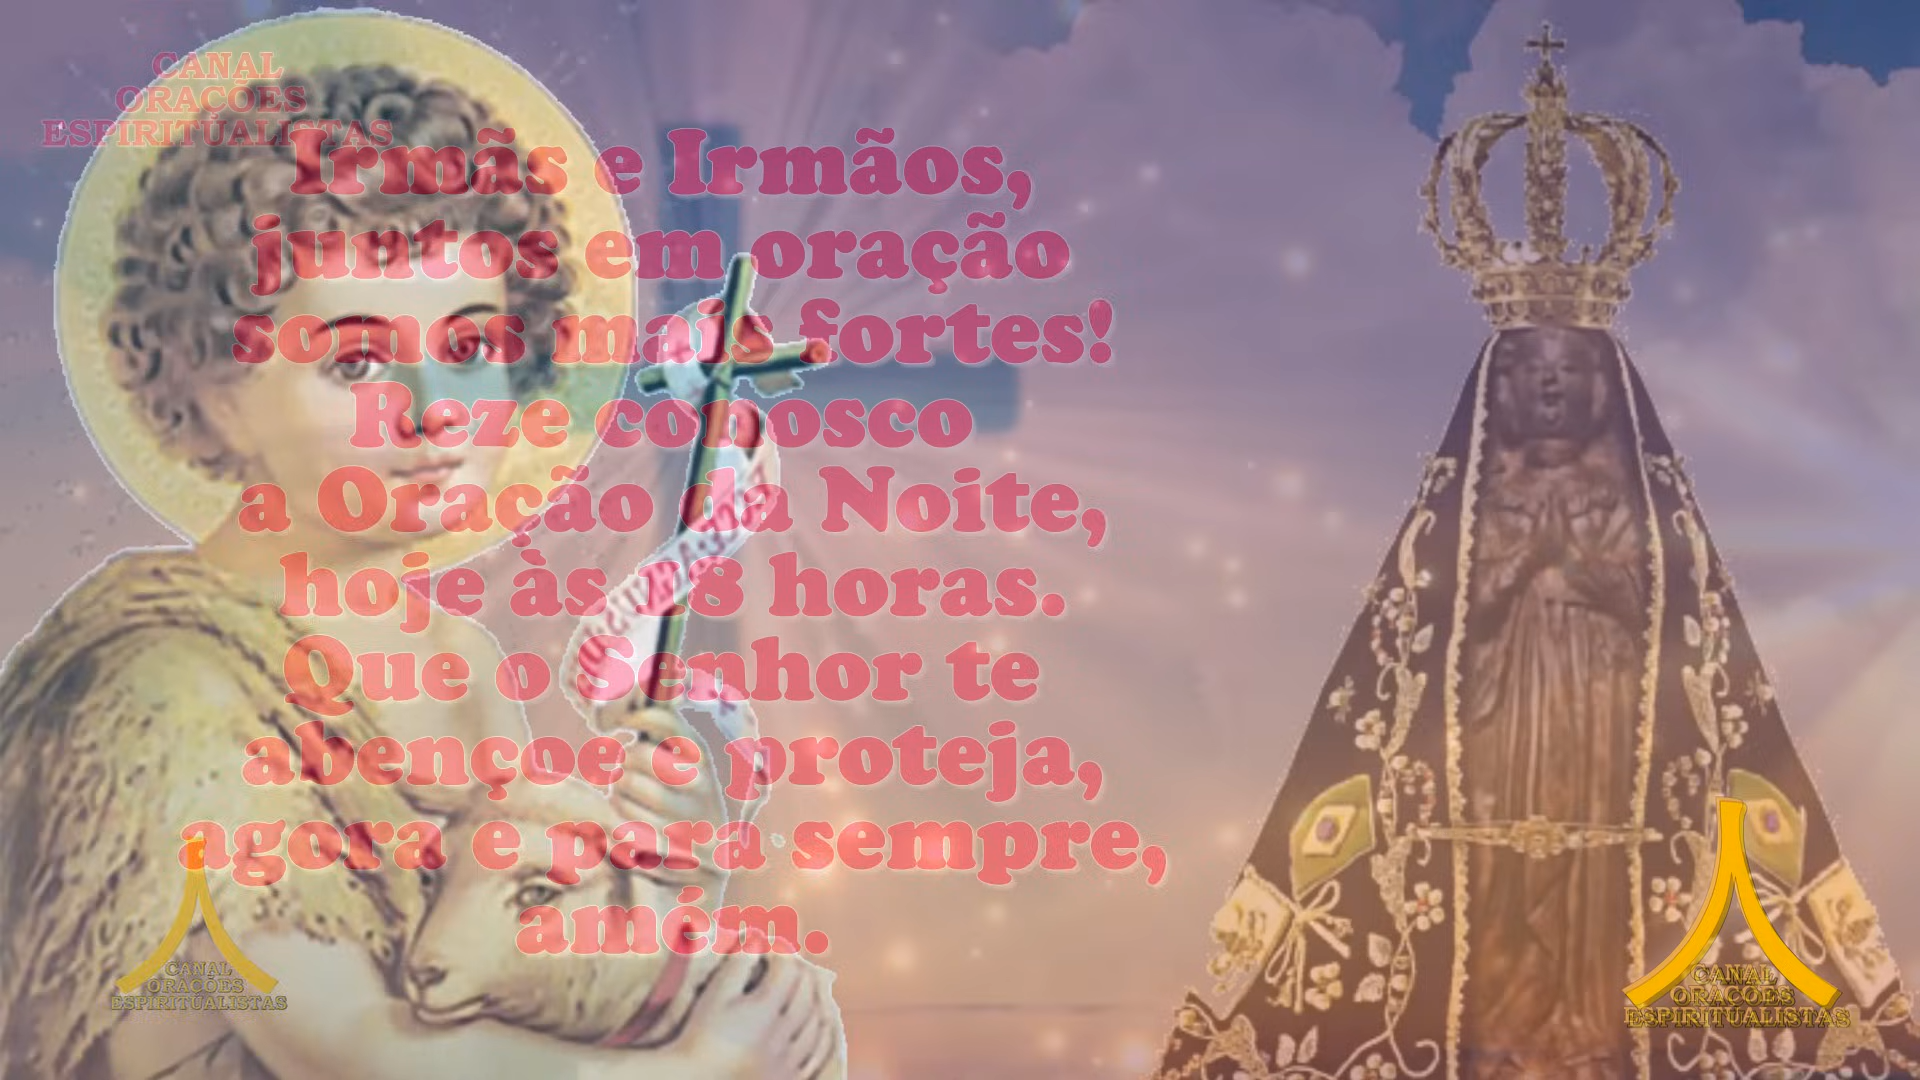 CANAL
ORAÇÕES
ESPIRITUALISTAS
Irmãs e Irmãos,
juntos em oração
somos mais fortes!
Reze conosco
a Oração da Noite,
hoje às 18 horas.
Que o Senhor te
abençoe e proteja,
agora e para sempre,
amém.
CANAL
ORAÇÕES
ESPIRITUALISTAS
CANAL
ORAÇÕES
ESPIRITUALISTAS